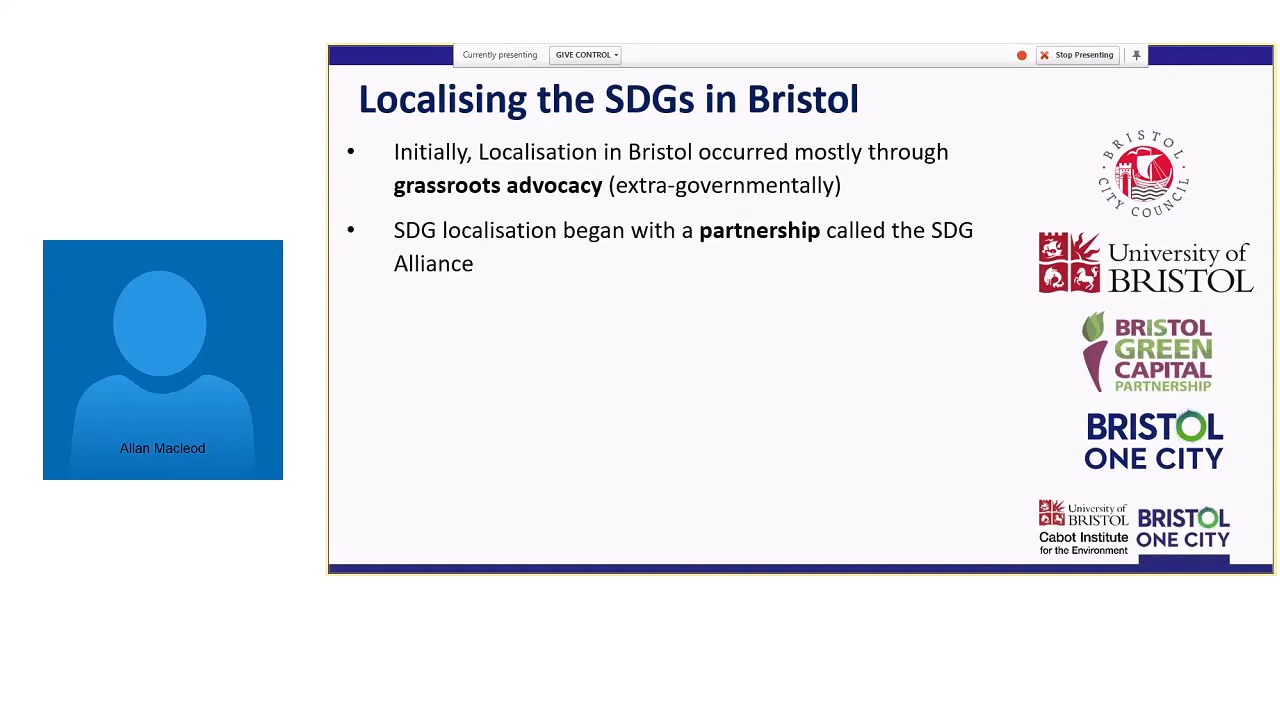 Currently presenting GIVE CONTROL Stop Presenting
Localising the SDGs in Bristol
• Initially, Localisation in Bristol occurred mostly through
grassroots advocacy (extra-governmentally)
• SDG localisation began with a partnership called the SDG
Alliance
Allan Macleod
BRISTOL
CITY COUNCIL
University of
BRISTOL
BRISTOL
GREEN
CAPITAL
PARTNERSHIP
BRISTOL
ONE CITY
University of
BRISTOL
Cabot Institute
for the Environment
BRISTOL
ONE CITY